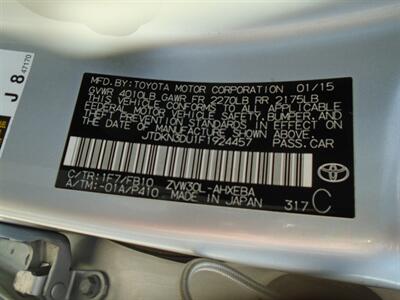 MFD.BY:TOYOTA MOTOR CORPORATION 01/15
GVWR 4010LB GAWR FR 2270LB RR 2175LB
THIS VEHICLE CONFORMS TO ALL APPLICABLE
FEDERAL MOTOR VEHICLE SAFETY, BUMPER, AND
THEFT PREVENTION STANDARDS IN EFFECT ON
THE DATE OF MANUFACTURE SHOWN ABOVE.
JTDKN3DU1F1924457 PASS.CAR
C/TR:1F7/FB10 ZVW30L-AHXEBA
A/TM:-01A/P410 MADE IN JAPAN 317 C
J 8 47170